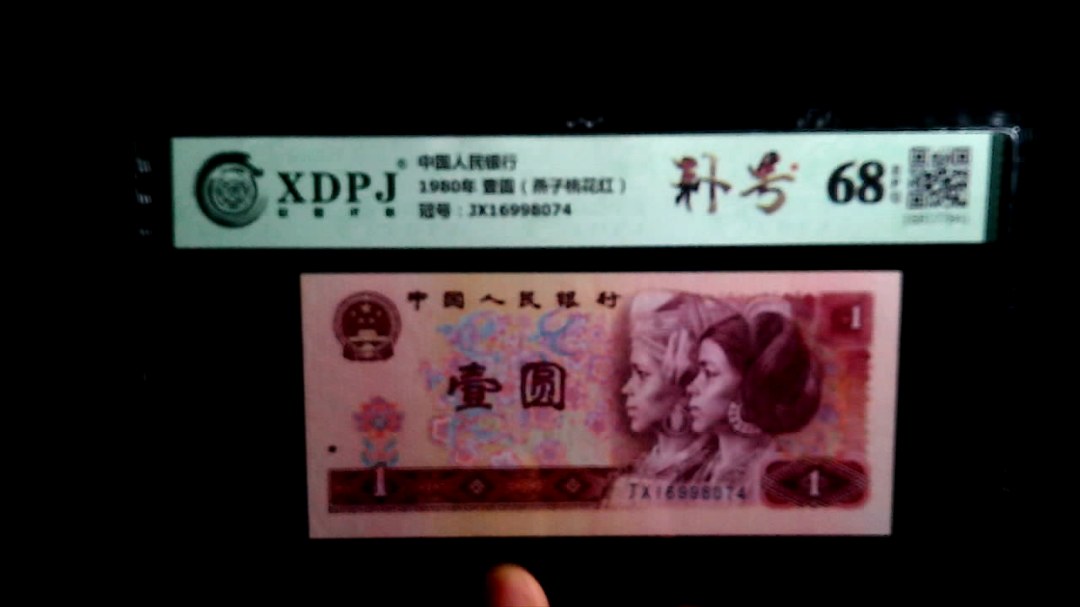 XDPJ®
中国人民银行
1980年 壹圆（燕子桃花红）
冠号：JX16998074
补号
68
中国人民银行
1
壹圆
1
JX16998074
1